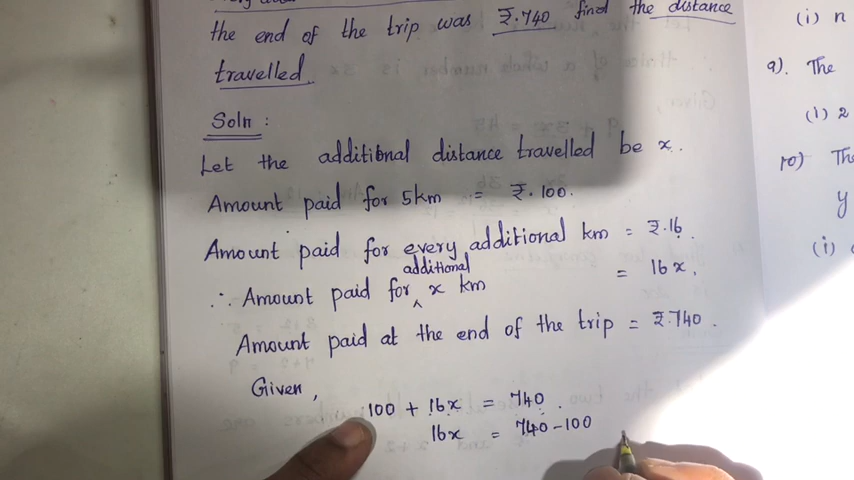 the end of the trip was ₹.740 find the distance
travelled.
Soln :
Let the additional distance travelled be x.
Amount paid for 5km = ₹.100.
Amount paid for every additional km = ₹.16
additional
∴ Amount paid for ^ x km = 16x.
Amount paid at the end of the trip = ₹.740.
Given,
100 + 16x = 740.
16x = 740-100
(i) n
9). The
(i) 2
10) The
y
(i)